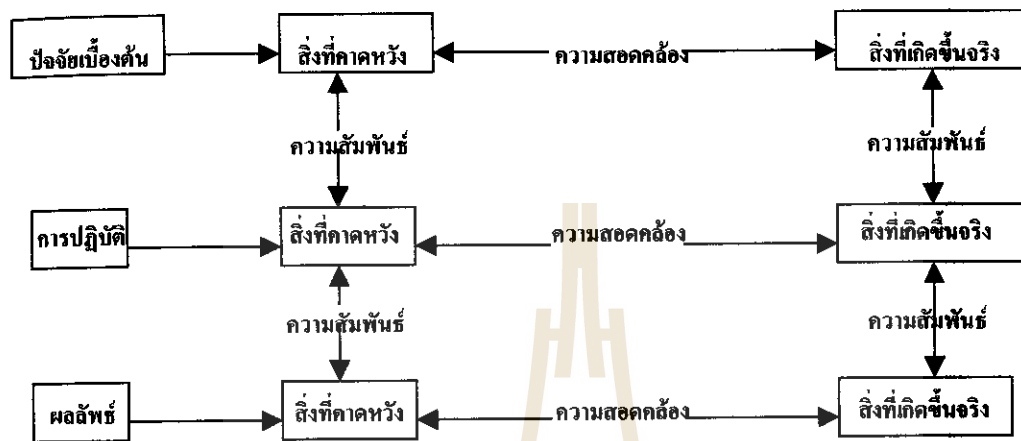 ปัจจัยเบื้องต้น สิ่งที่คาดหวัง ความสอดคล้อง สิ่งที่เกิดขึ้นจริง
ความสัมพันธ์ ความสัมพันธ์
การปฏิบัติ สิ่งที่คาดหวัง ความสอดคล้อง สิ่งที่เกิดขึ้นจริง
ความสัมพันธ์ ความสัมพันธ์
ผลลัพธ์ สิ่งที่คาดหวัง ความสอดคล้อง สิ่งที่เกิดขึ้นจริง